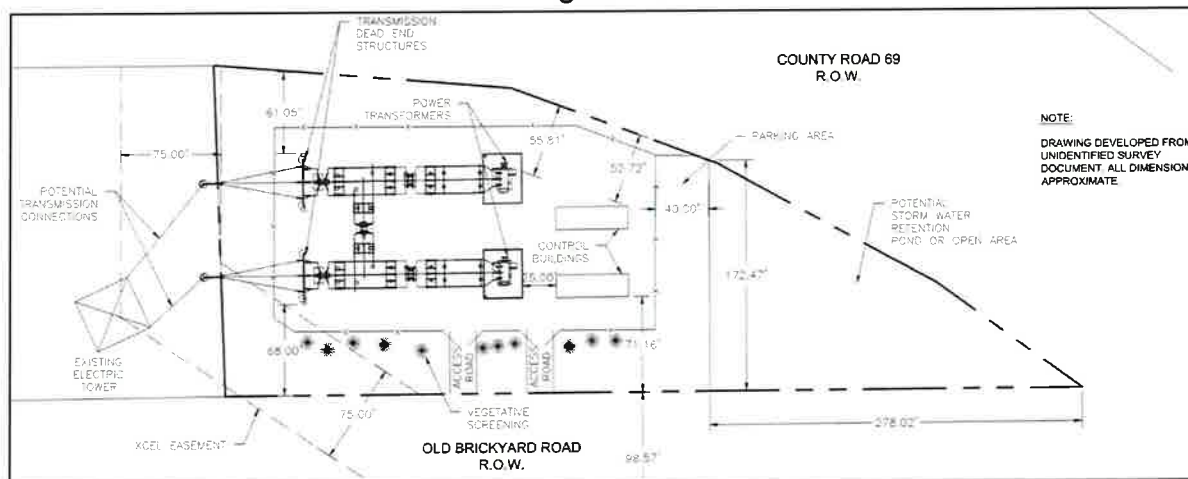 TRANSMISSION
DEAD END
STRUCTURES
COUNTY ROAD 69
R.O.W.
POWER
TRANSFORMERS
61.05'
55.81'
PARKING AREA
NOTE:
DRAWING DEVELOPED FROM
UNIDENTIFIED SURVEY
DOCUMENT. ALL DIMENSION
APPROXIMATE.
75.00'
52.72'
POTENTIAL
TRANSMISSION
CONNECTIONS
40.00'
POTENTIAL
STORM WATER
RETENTION
POND OR OPEN AREA
CONTROL
BUILDINGS
172.47'
68.00'
71.16'
EXISTING
ELECTRIC
TOWER
ACCESS
ROAD
ACCESS
ROAD
75.00'
VEGETATIVE
SCREENING
278.02'
XCEL EASEMENT
OLD BRICKYARD ROAD
R.O.W.
98.57'